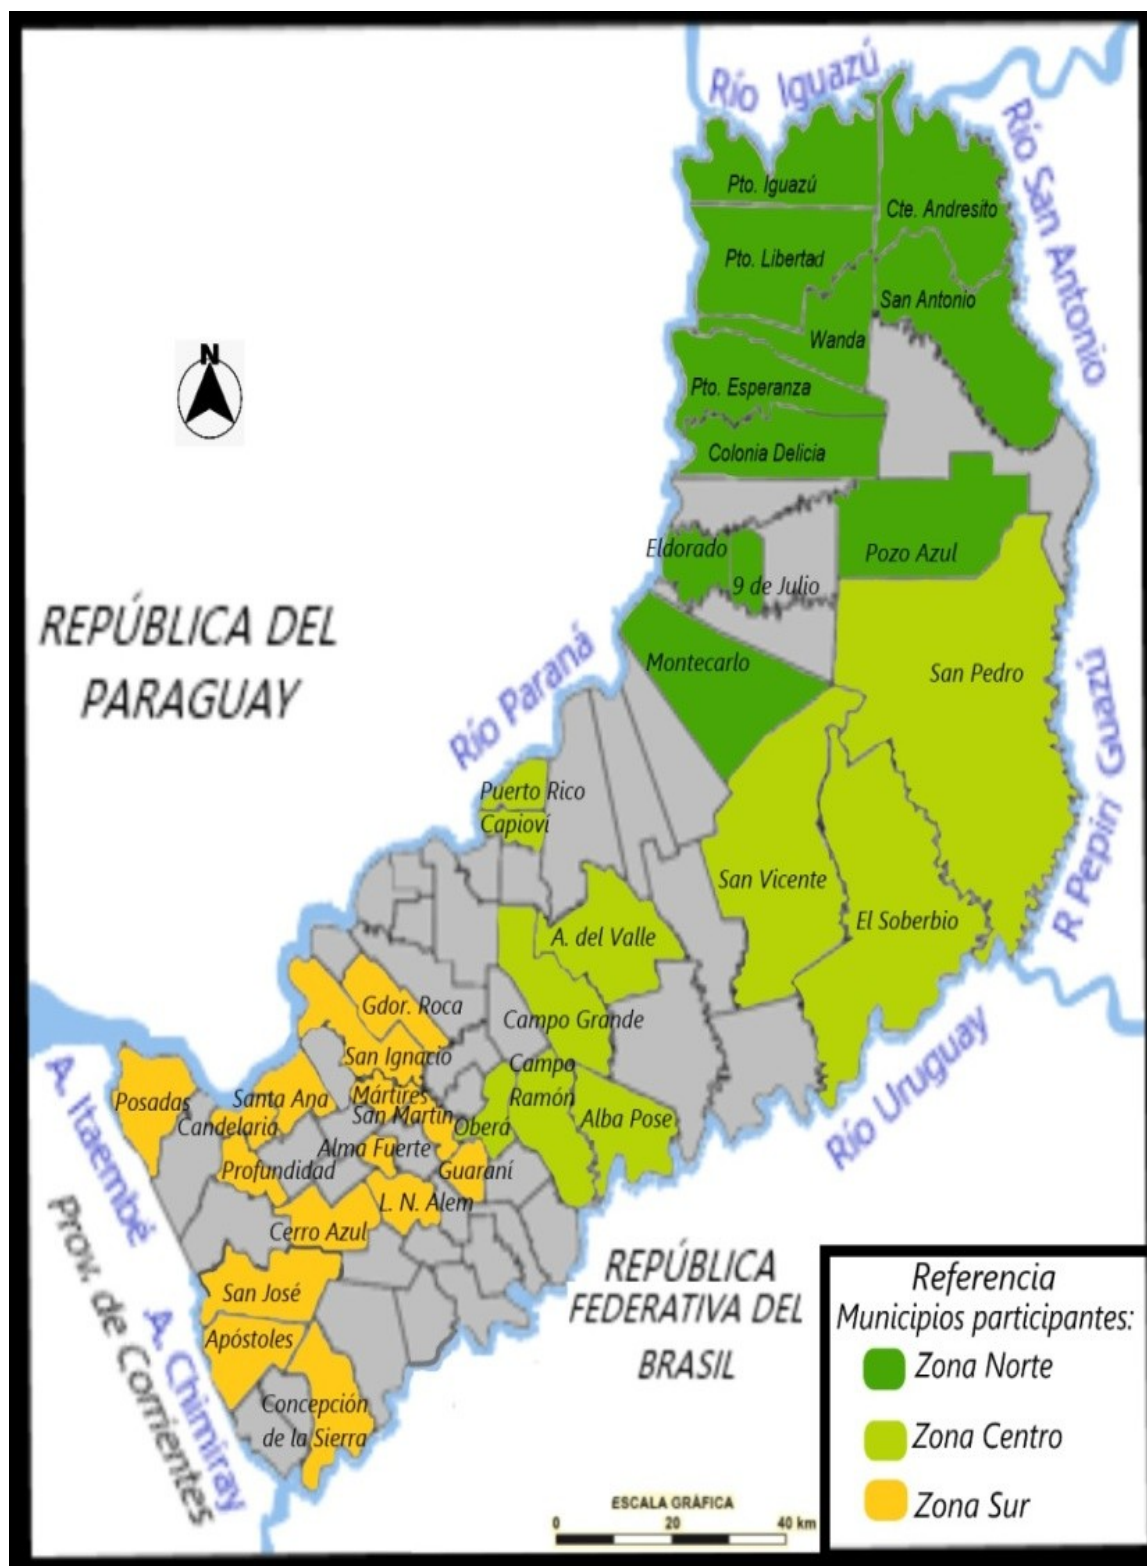 Río Iguazú
Río San Antonio
Pto. Iguazú
Cte. Andresito
Pto. Libertad
San Antonio
Wanda
N
Pto. Esperanza
Colonia Delicia
Eldorado
9 de Julio
Pozo Azul
REPÚBLICA DEL
PARAGUAY
Río Paraná
Montecarlo
San Pedro
R Pepirí Guazú
Puerto Rico
Capioví
San Vicente
El Soberbio
A. del Valle
Gdor. Roca
Campo Grande
San Ignacio
Campo
Ramón
Río Uruguay
Posadas
Santa Ana
Mártires
Candelaria
San Martín
Oberá
Alba Pose
A. Itaembé
Alma Fuerte
Profundidad
Guaraní
L. N. Alem
Cerro Azul
Prov. de Corrientes
San José
A. Chimiray
Apóstoles
Concepción
de la Sierra
REPÚBLICA
FEDERATIVA DEL
BRASIL
Referencia
Municipios participantes:
Zona Norte
Zona Centro
Zona Sur
ESCALA GRÁFICA
0 20 40 km